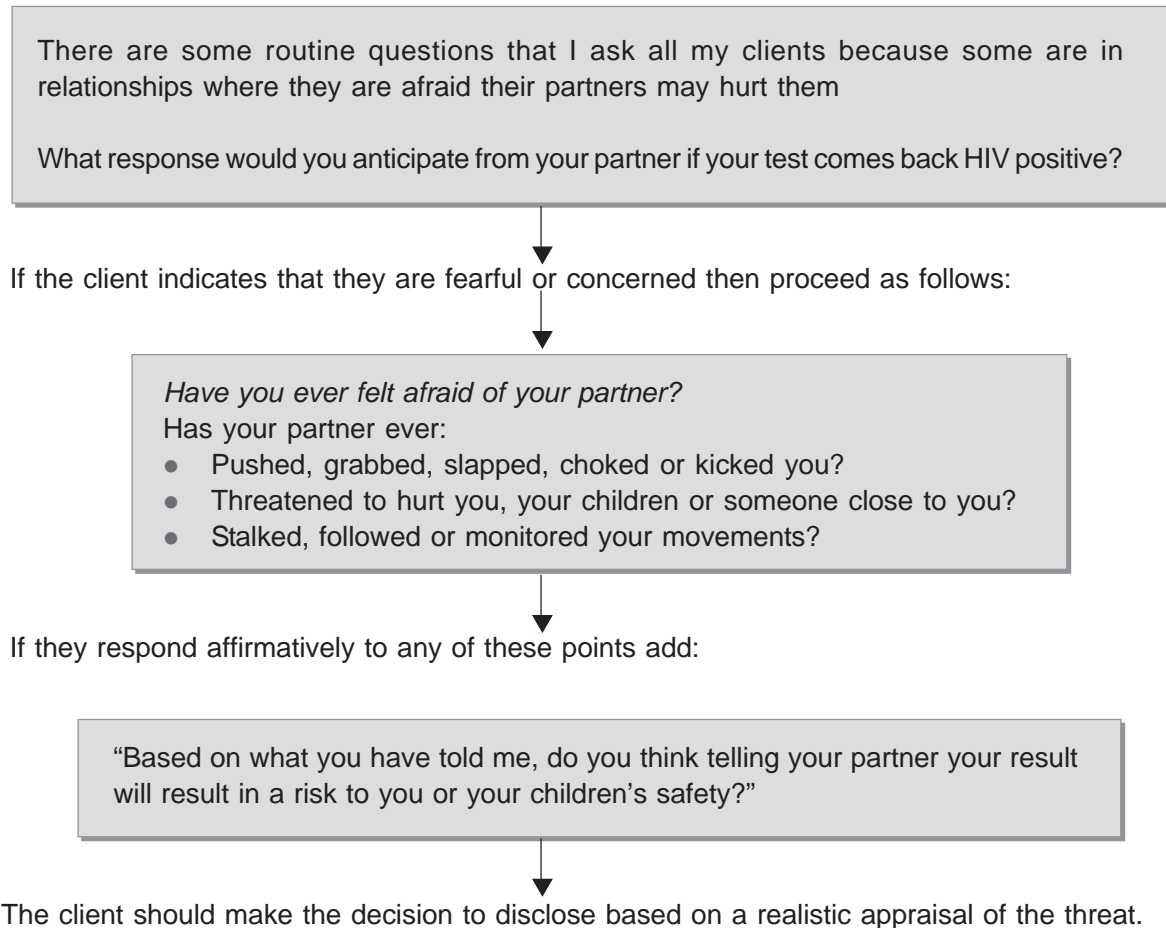 There are some routine questions that I ask all my clients because some are in
relationships where they are afraid their partners may hurt them
What response would you anticipate from your partner if your test comes back HIV positive?
If the client indicates that they are fearful or concerned then proceed as follows:
Have you ever felt afraid of your partner?
Has your partner ever:
● Pushed, grabbed, slapped, choked or kicked you?
● Threatened to hurt you, your children or someone close to you?
● Stalked, followed or monitored your movements?
If they respond affirmatively to any of these points add:
“Based on what you have told me, do you think telling your partner your result
will result in a risk to you or your children's safety?”
The client should make the decision to disclose based on a realistic appraisal of the threat.